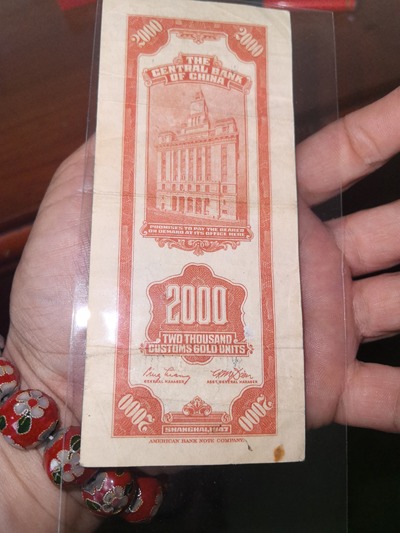 2000 2000
THE
CENTRAL BANK
OF CHINA
PROMISES TO PAY THE BEARER
ON DEMAND AT ITS OFFICE HERE
2000
TWO THOUSAND
CUSTOMS GOLD UNITS
GENERAL MANAGER ASST. GENERAL MANAGER
2000 2000
SHANGHAI 1947
AMERICAN BANK NOTE COMPANY